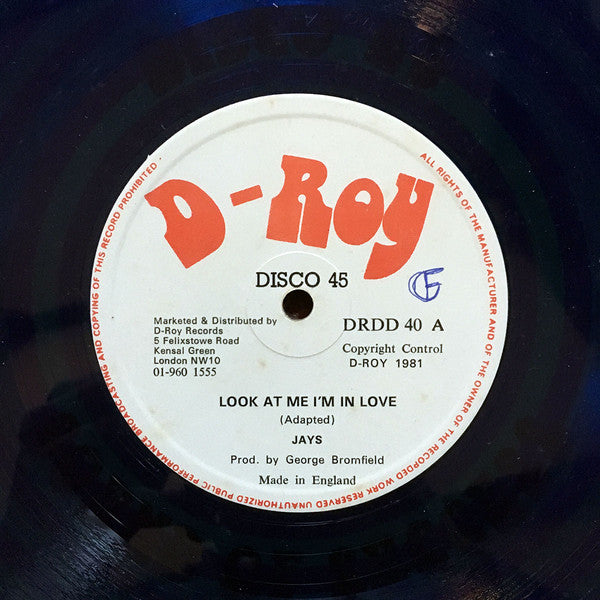 D-Roy
DISCO 45
Marketed & Distributed by
D-Roy Records
5 Felixstowe Road
Kensal Green
London NW10
01-960 1555
DRDD 40 A
Copyright Control
D-ROY 1981
LOOK AT ME I'M IN LOVE
(Adapted)
JAYS
Prod. by George Bromfield
Made in England
ALL RIGHTS OF THE MANUFACTURER AND OF THE OWNER OF THE RECORDED WORK RESERVED UNAUTHORIZED PUBLIC PERFORMANCE BROADCASTING AND COPYING OF THIS RECORD PROHIBITED